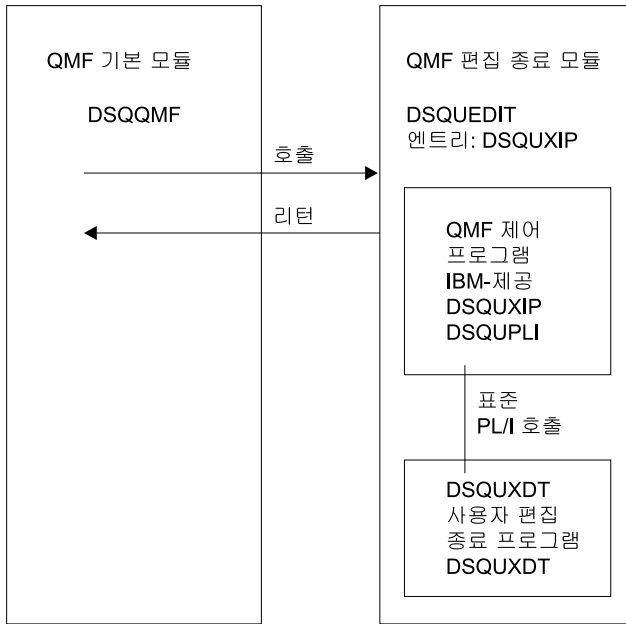 QMF 기본 모듈
DSQQMF
호출
리턴
QMF 편집 종료 모듈
DSQUEDIT
엔트리: DSQUXIP
QMF 제어
프로그램
IBM-제공
DSQUXIP
DSQUPLI
표준
PL/I 호출
DSQUXDT
사용자 편집
종료 프로그램
DSQUXDT